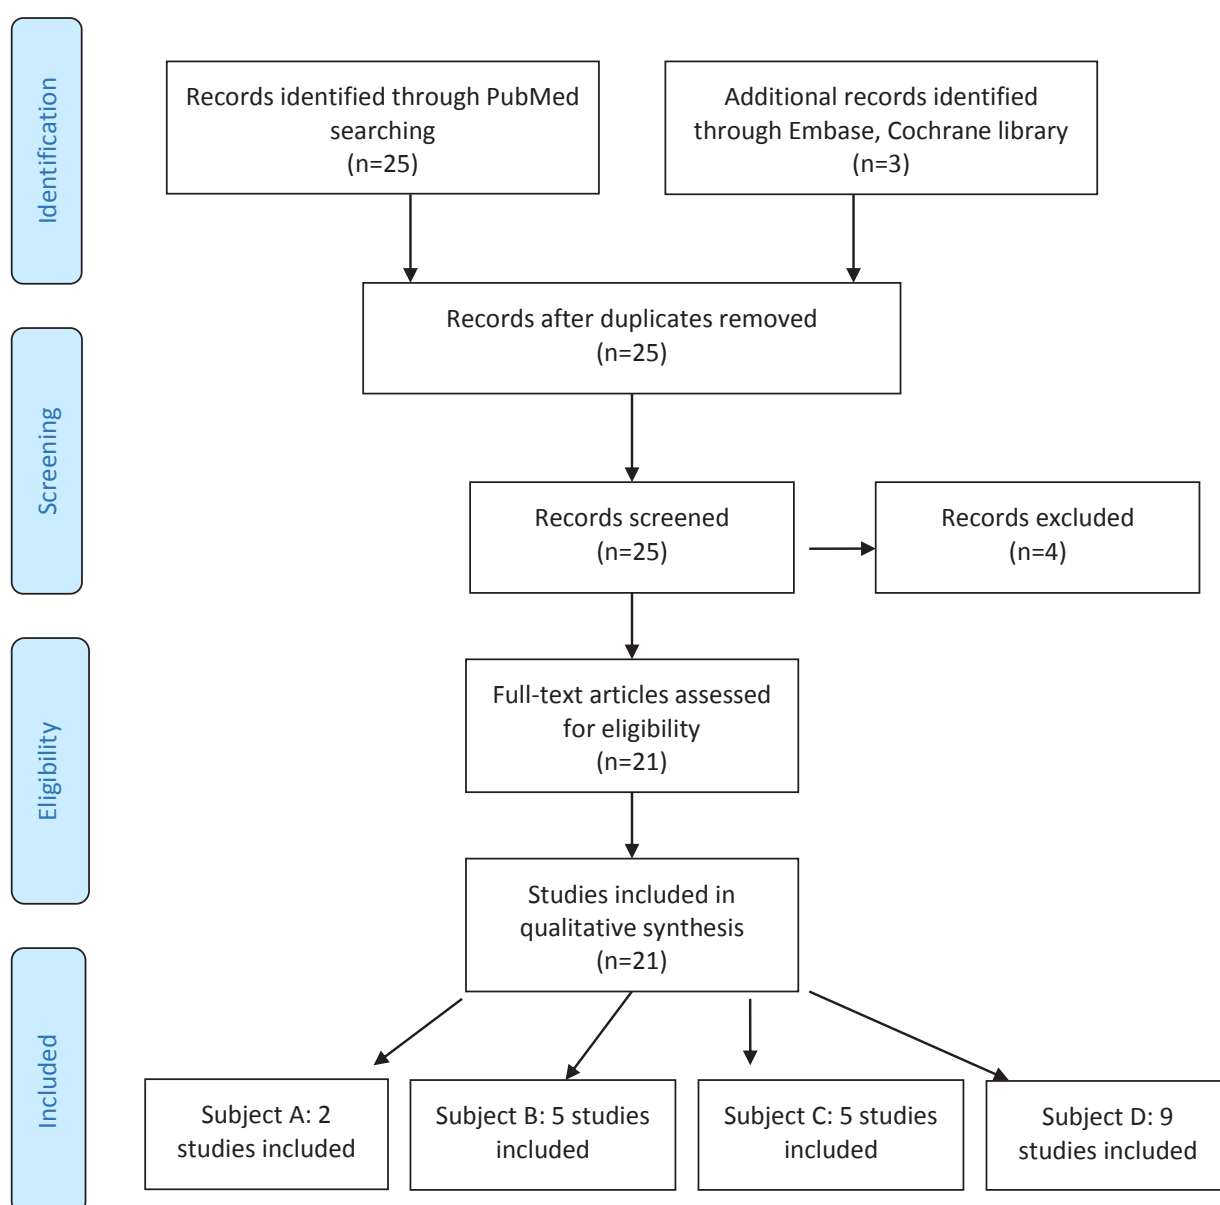 Identification
Records identified through PubMed
searching
(n=25)
Additional records identified
through Embase, Cochrane library
(n=3)
Records after duplicates removed
(n=25)
Screening
Records screened
(n=25)
Records excluded
(n=4)
Eligibility
Full-text articles assessed
for eligibility
(n=21)
Studies included in
qualitative synthesis
(n=21)
Included
Subject A: 2
studies included
Subject B: 5 studies
included
Subject C: 5 studies
included
Subject D: 9
studies included